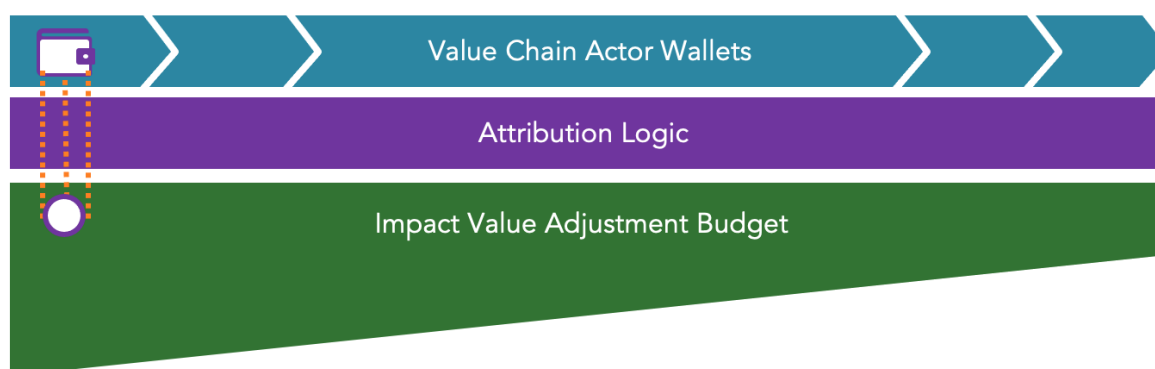 Value Chain Actor Wallets
Attribution Logic
Impact Value Adjustment Budget